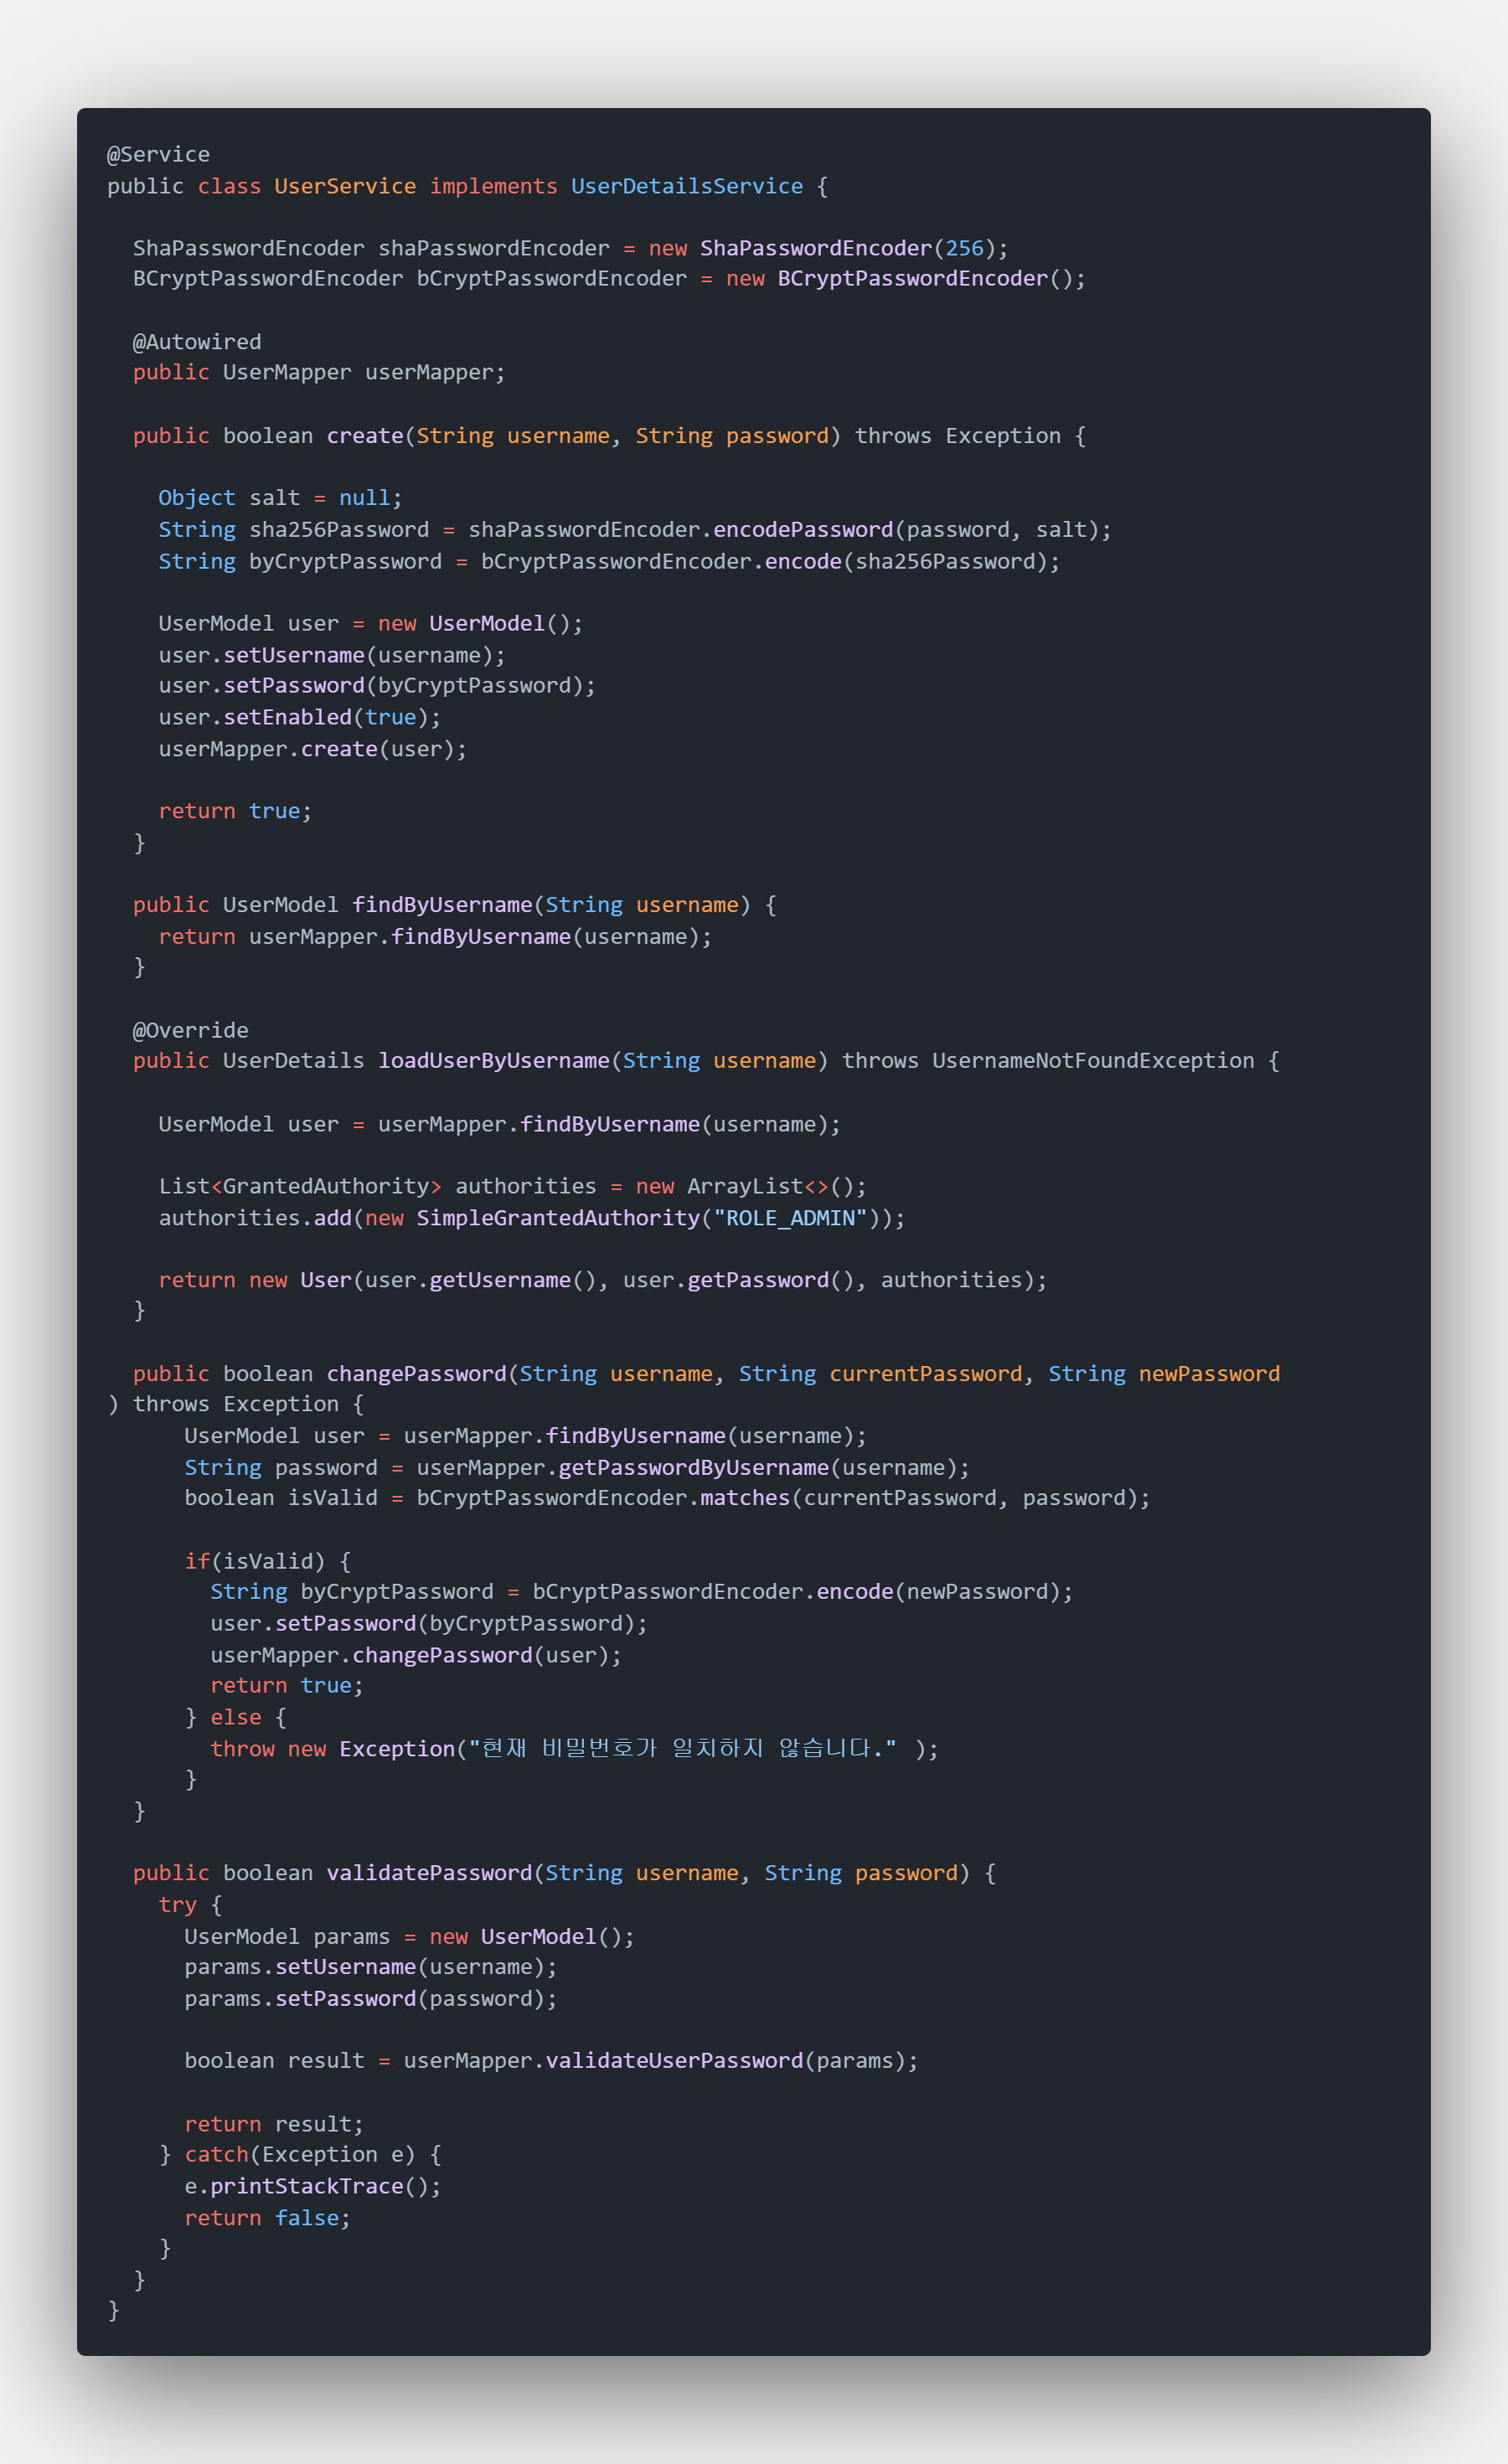 @Service
public class UserService implements UserDetailsService {

  ShaPasswordEncoder shaPasswordEncoder = new ShaPasswordEncoder(256);
  BCryptPasswordEncoder bCryptPasswordEncoder = new BCryptPasswordEncoder();

  @Autowired
  public UserMapper userMapper;

  public boolean create(String username, String password) throws Exception {

    Object salt = null;
    String sha256Password = shaPasswordEncoder.encodePassword(password, salt);
    String byCryptPassword = bCryptPasswordEncoder.encode(sha256Password);

    UserModel user = new UserModel();
    user.setUsername(username);
    user.setPassword(byCryptPassword);
    user.setEnabled(true);
    userMapper.create(user);

    return true;
  }

  public UserModel findByUsername(String username) {
    return userMapper.findByUsername(username);
  }

  @Override
  public UserDetails loadUserByUsername(String username) throws UsernameNotFoundException {

    UserModel user = userMapper.findByUsername(username);

    List<GrantedAuthority> authorities = new ArrayList<>();
    authorities.add(new SimpleGrantedAuthority("ROLE_ADMIN"));

    return new User(user.getUsername(), user.getPassword(), authorities);
  }

  public boolean changePassword(String username, String currentPassword, String newPassword
) throws Exception {
      UserModel user = userMapper.findByUsername(username);
      String password = userMapper.getPasswordByUsername(username);
      boolean isValid = bCryptPasswordEncoder.matches(currentPassword, password);

      if(isValid) {
        String byCryptPassword = bCryptPasswordEncoder.encode(newPassword);
        user.setPassword(byCryptPassword);
        userMapper.changePassword(user);
        return true;
      } else {
        throw new Exception("현재 비밀번호가 일치하지 않습니다." );
      }
  }

  public boolean validatePassword(String username, String password) {
    try {
      UserModel params = new UserModel();
      params.setUsername(username);
      params.setPassword(password);

      boolean result = userMapper.validateUserPassword(params);

      return result;
    } catch(Exception e) {
      e.printStackTrace();
      return false;
    }
  }
}